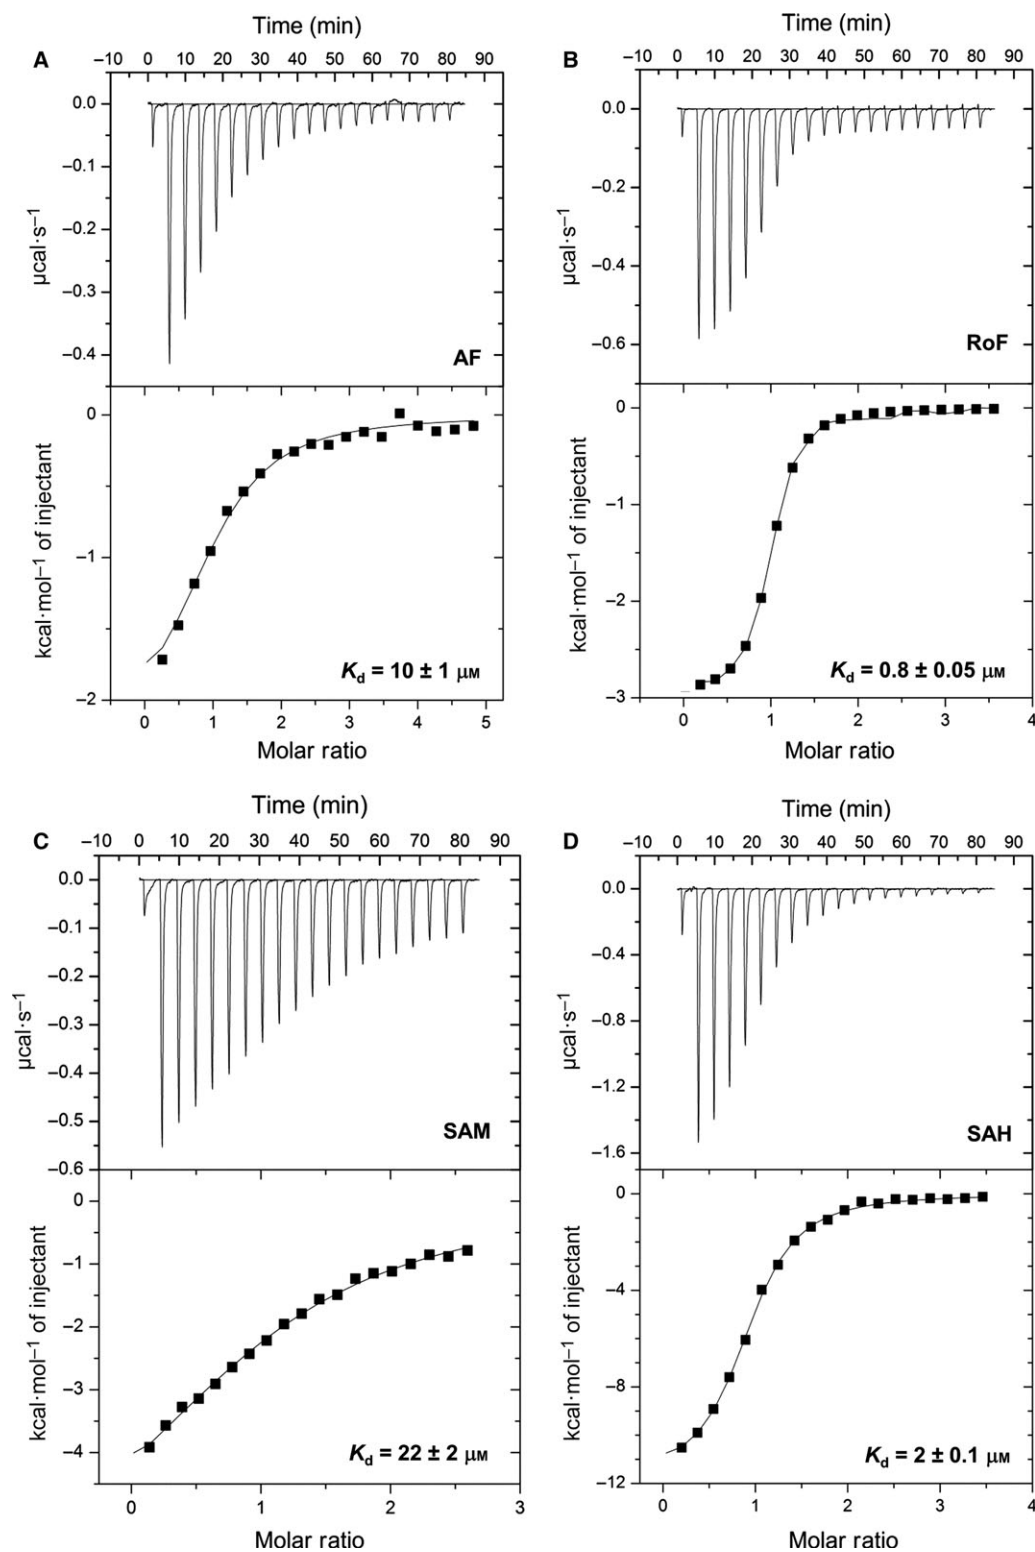 Time (min)
−10 0 10 20 30 40 50 60 70 80 90
A
0.0
−0.1
−0.2
−0.3
−0.4
µcal·s−1
AF
0
−1
−2
kcal·mol−1 of injectant
Kd = 10 ± 1 µM
0 1 2 3 4 5
Molar ratio
Time (min)
−10 0 10 20 30 40 50 60 70 80 90
B
0.0
−0.2
−0.4
−0.6
µcal·s−1
RoF
0
−1
−2
−3
kcal·mol−1 of injectant
Kd = 0.8 ± 0.05 µM
0 1 2 3 4
Molar ratio
Time (min)
−10 0 10 20 30 40 50 60 70 80 90
C
0.0
−0.1
−0.2
−0.3
−0.4
−0.5
−0.6
µcal·s−1
SAM
0
−1
−2
−3
−4
kcal·mol−1 of injectant
Kd = 22 ± 2 µM
0 1 2 3
Molar ratio
Time (min)
−10 0 10 20 30 40 50 60 70 80 90
D
0.0
−0.4
−0.8
−1.2
−1.6
µcal·s−1
SAH
0
−4
−8
−12
kcal·mol−1 of injectant
Kd = 2 ± 0.1 µM
0 1 2 3 4
Molar ratio